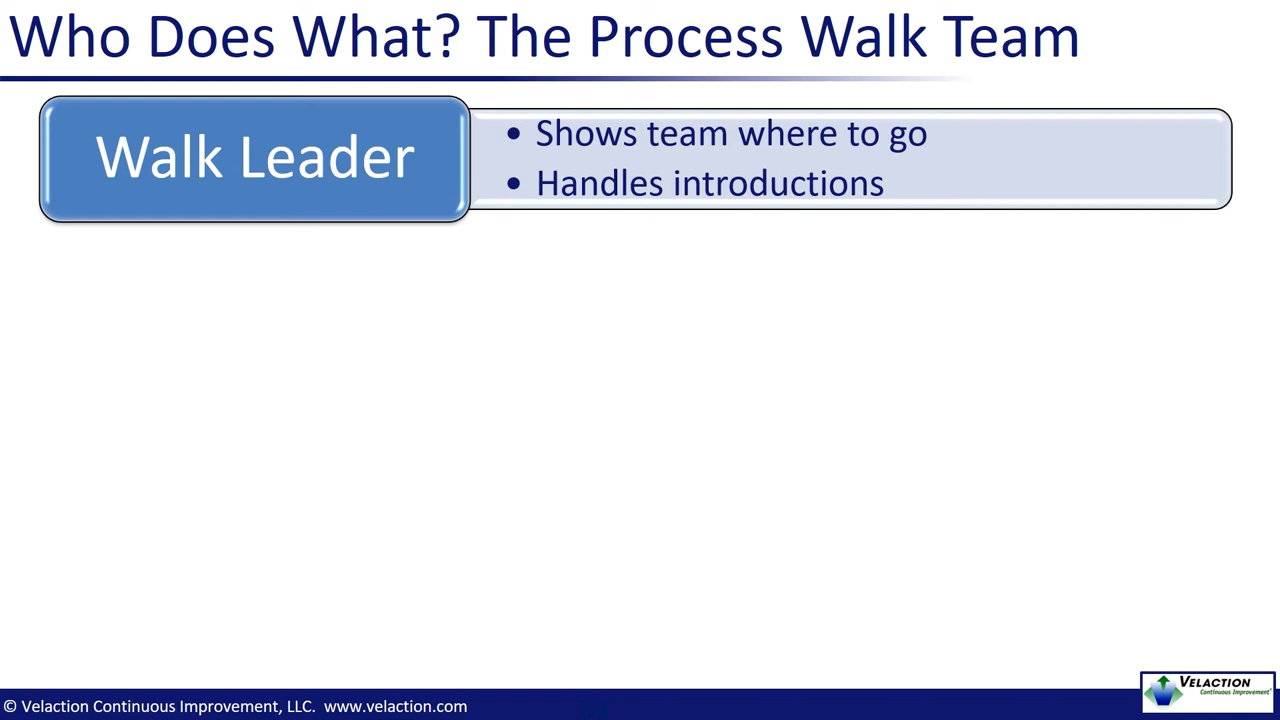 Who Does What? The Process Walk Team
Walk Leader
• Shows team where to go
• Handles introductions
© Velaction Continuous Improvement, LLC. www.velaction.com
VELACTION
Continuous Improvement